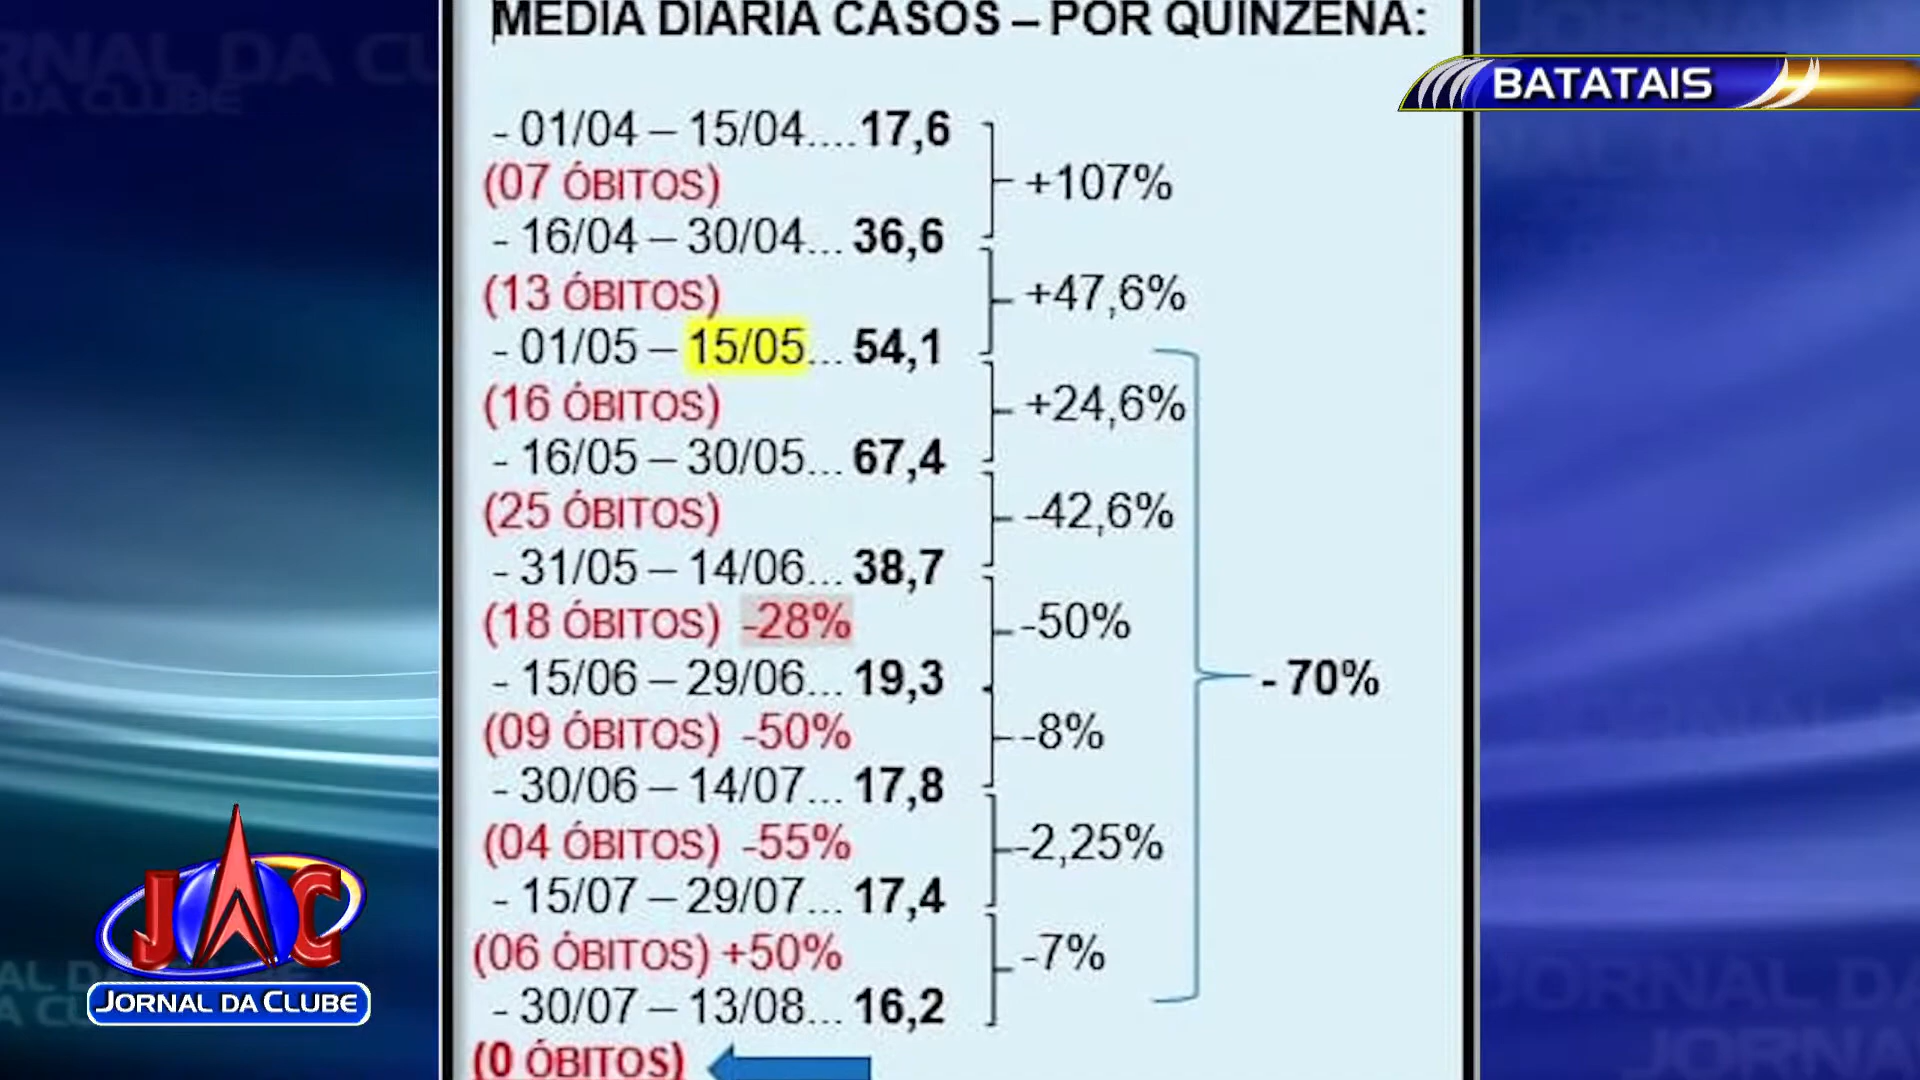 MÉDIA DIÁRIA CASOS – POR QUINZENA:
BATATAIS
- 01/04 – 15/04....17,6
(07 ÓBITOS)
+107%
- 16/04 – 30/04... 36,6
(13 ÓBITOS)
+47,6%
- 01/05 – 15/05... 54,1
(16 ÓBITOS)
+24,6%
- 16/05 – 30/05... 67,4
(25 ÓBITOS)
-42,6%
- 31/05 – 14/06... 38,7
(18 ÓBITOS) -28%
-50%
- 15/06 – 29/06... 19,3
- 70%
(09 ÓBITOS) -50%
-8%
- 30/06 – 14/07... 17,8
(04 ÓBITOS) -55%
-2,25%
- 15/07 – 29/07... 17,4
(06 ÓBITOS) +50%
-7%
- 30/07 – 13/08... 16,2
(0 ÓBITOS)
JAC
JORNAL DA CLUBE